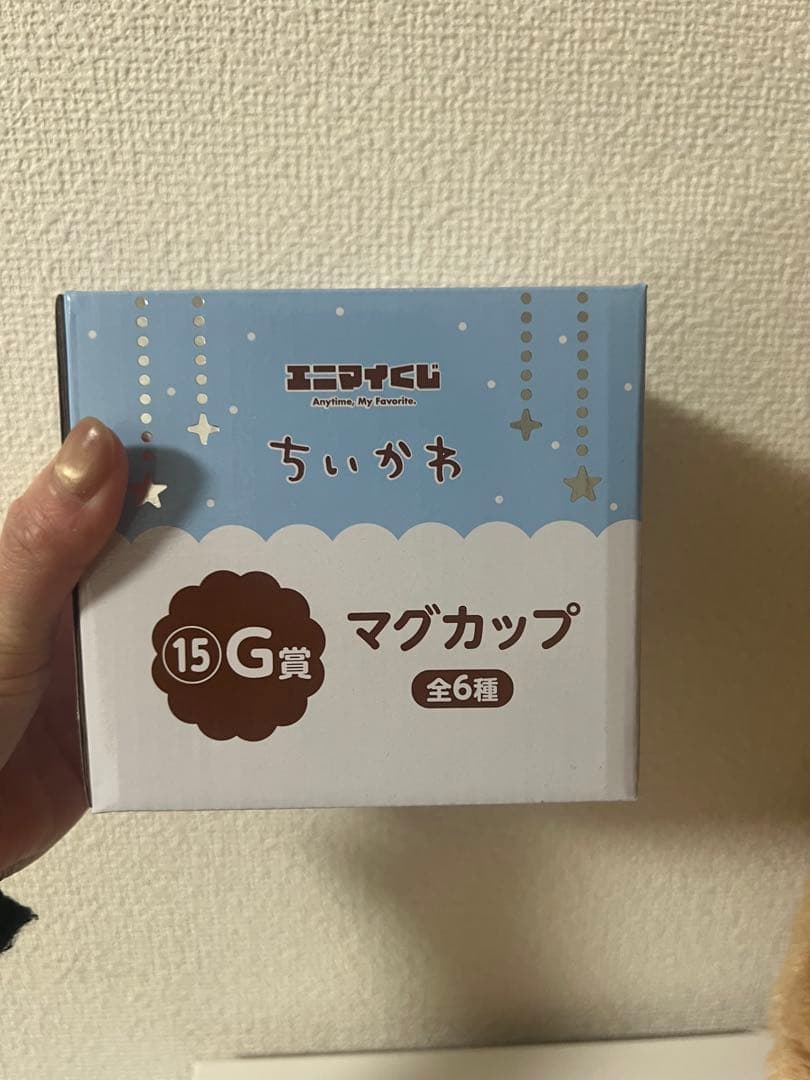 エニマイくじ
Anytime, My Favorite.
ちいかわ
⑮G賞
マグカップ
全6種